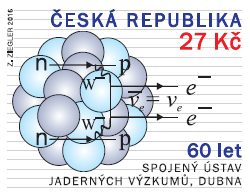 Z. ZIEGLER 2016
ČESKÁ REPUBLIKA
27 Kč
n p e⁻
W
ν̄ₑ = νₑ
W
n p e⁻
60 let
SPOJENÝ ÚSTAV
JADERNÝCH VÝZKUMŮ, DUBNA